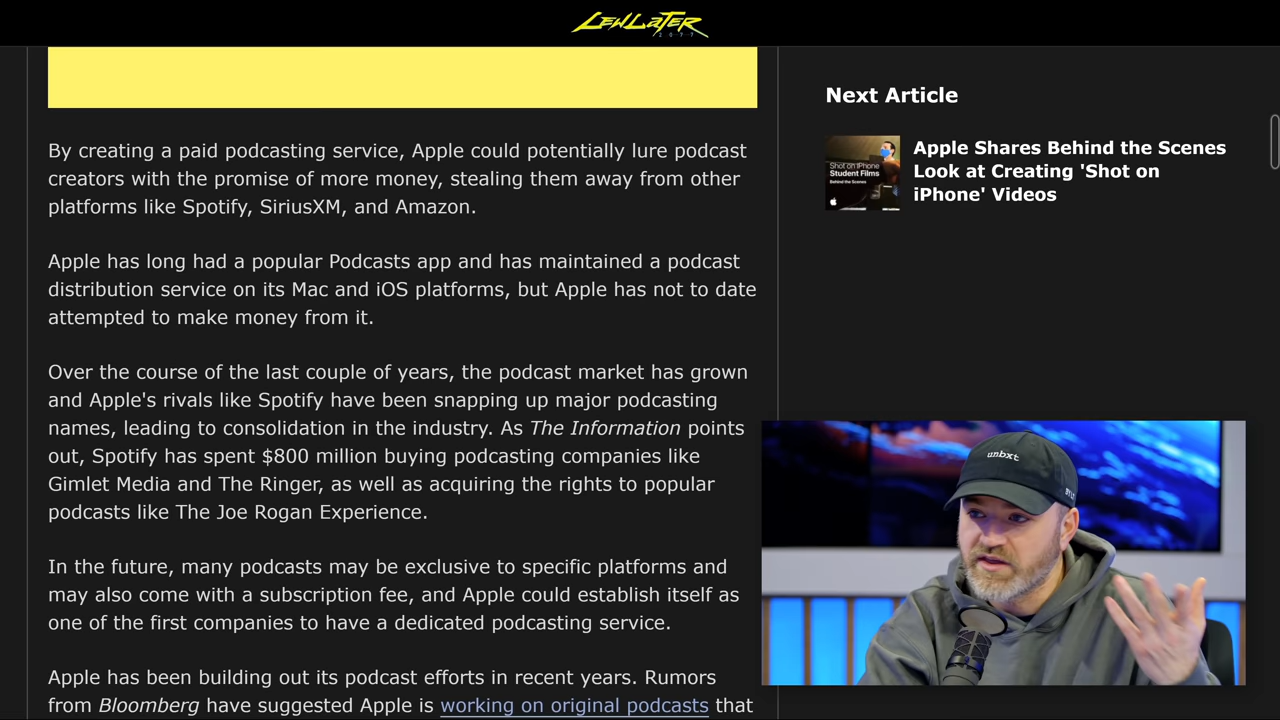 LEWLATER
2077
By creating a paid podcasting service, Apple could potentially lure podcast
creators with the promise of more money, stealing them away from other
platforms like Spotify, SiriusXM, and Amazon.
Apple has long had a popular Podcasts app and has maintained a podcast
distribution service on its Mac and iOS platforms, but Apple has not to date
attempted to make money from it.
Over the course of the last couple of years, the podcast market has grown
and Apple's rivals like Spotify have been snapping up major podcasting
names, leading to consolidation in the industry. As The Information points
out, Spotify has spent $800 million buying podcasting companies like
Gimlet Media and The Ringer, as well as acquiring the rights to popular
podcasts like The Joe Rogan Experience.
In the future, many podcasts may be exclusive to specific platforms and
may also come with a subscription fee, and Apple could establish itself as
one of the first companies to have a dedicated podcasting service.
Apple has been building out its podcast efforts in recent years. Rumors
from Bloomberg have suggested Apple is working on original podcasts that
Next Article
Shot on iPhone
Student Films
Behind the Scenes
Apple Shares Behind the Scenes
Look at Creating 'Shot on
iPhone' Videos
unbxt